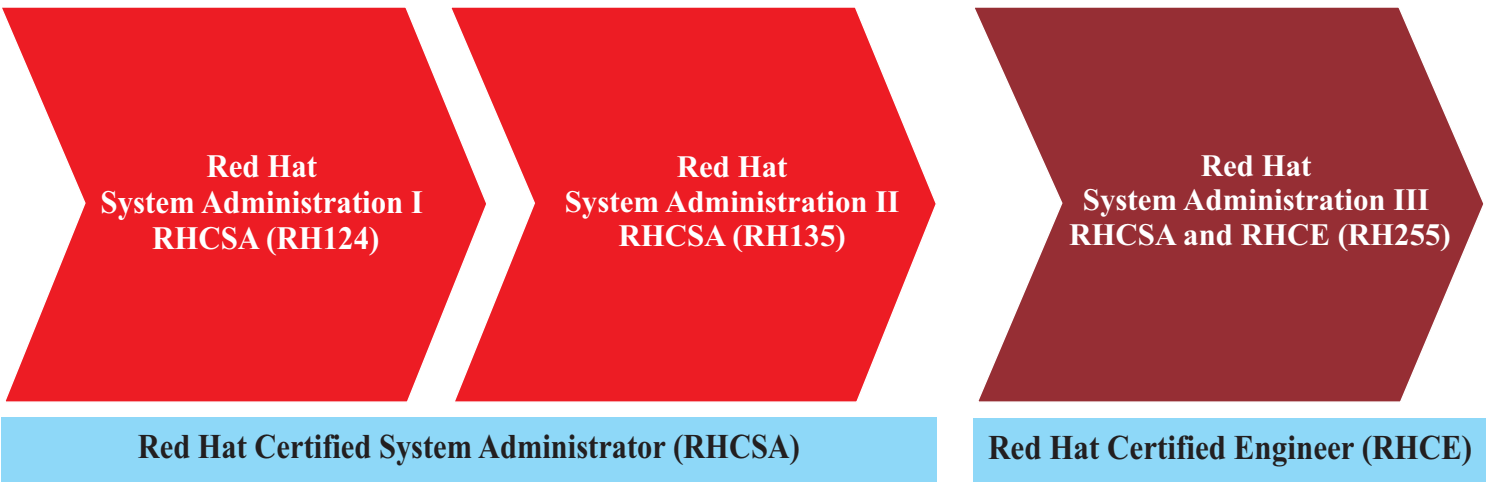 Red Hat
System Administration I
RHCSA (RH124)
Red Hat
System Administration II
RHCSA (RH135)
Red Hat
System Administration III
RHCSA and RHCE (RH255)
Red Hat Certified System Administrator (RHCSA)
Red Hat Certified Engineer (RHCE)